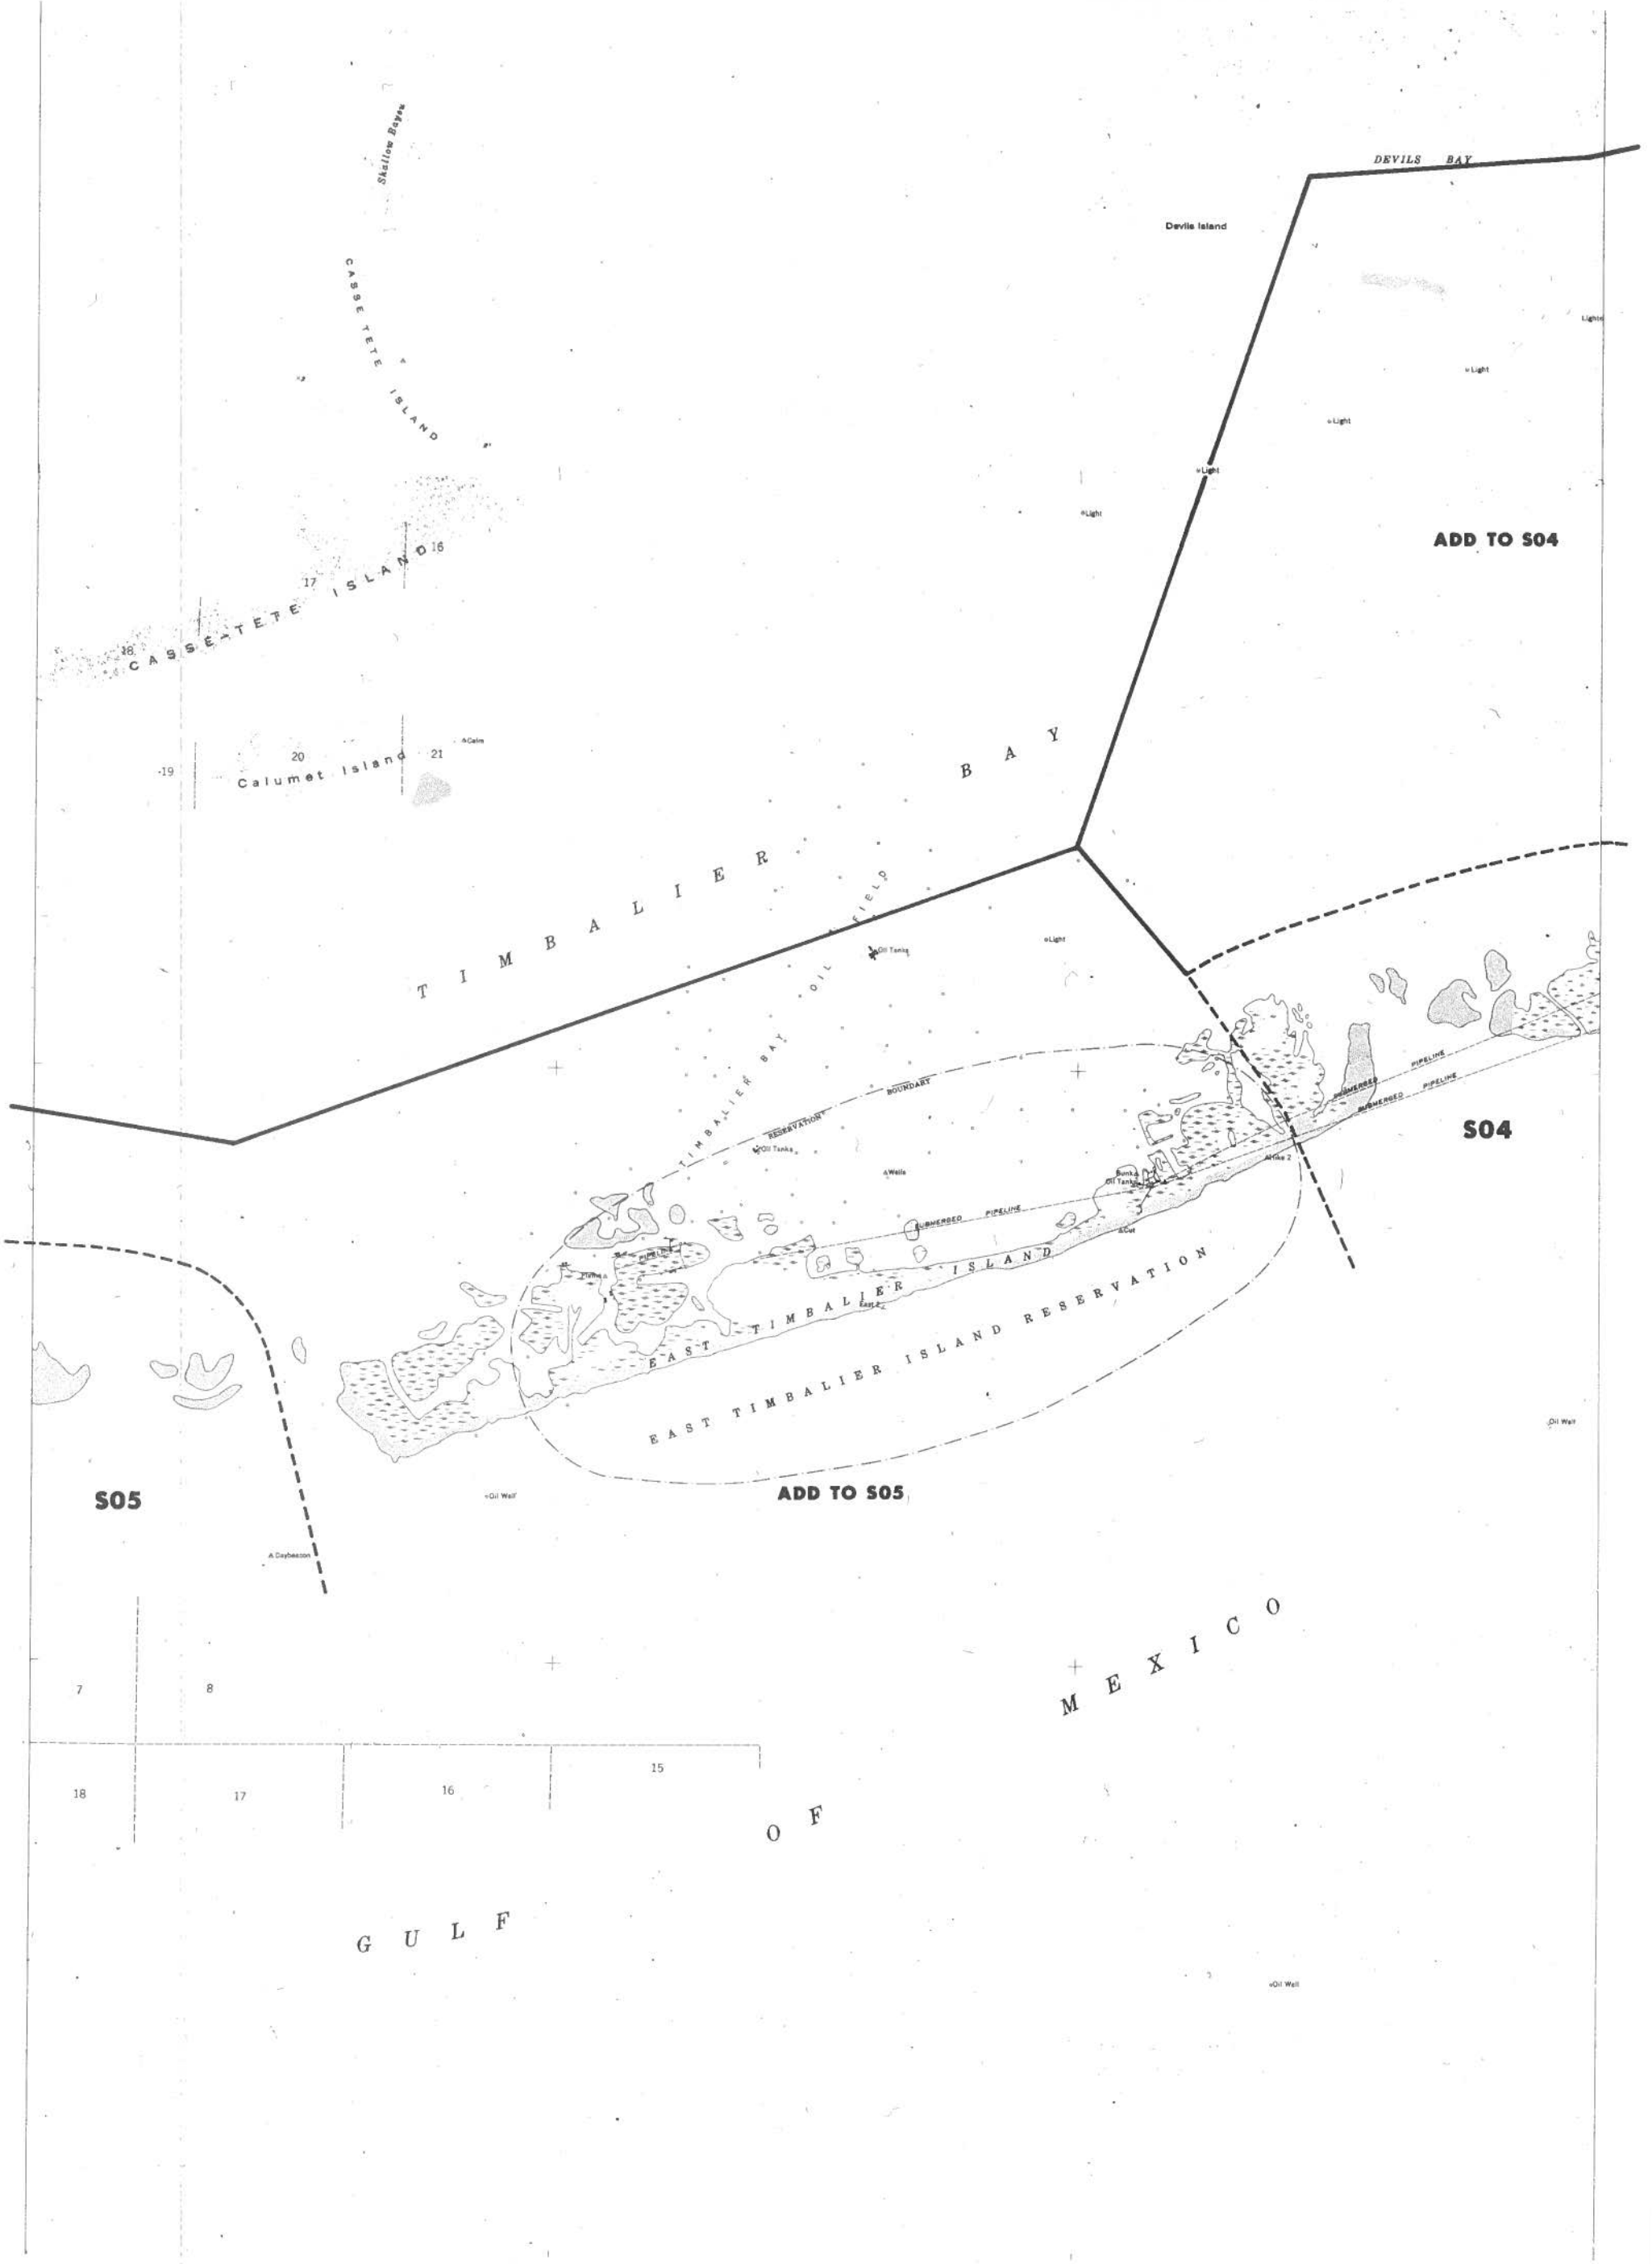 Shallow Bayou
DEVILS BAY
Devils Island
CASSE TETE ISLAND
Lights
Light
Light
Light
Light
ADD TO S04
16
17
18
CASSE-TETE ISLAND
BAY
Calm
19
20
21
Calumet Island
TIMBALIER
Light
Oil Tanks
TIMBALIER BAY OIL FIELD
RESERVATION BOUNDARY
Oil Tanks
Wells
SUBMERGED PIPELINE
SUBMERGED PIPELINE
S04
Oil Tanks
SUBMERGED PIPELINE
PIPELINE
EAST TIMBALIER ISLAND
EAST TIMBALIER ISLAND RESERVATION
Oil Well
S05
Oil Well
ADD TO S05
Daybeacon
MEXICO
7
8
15
16
17
18
OF
GULF
Oil Well